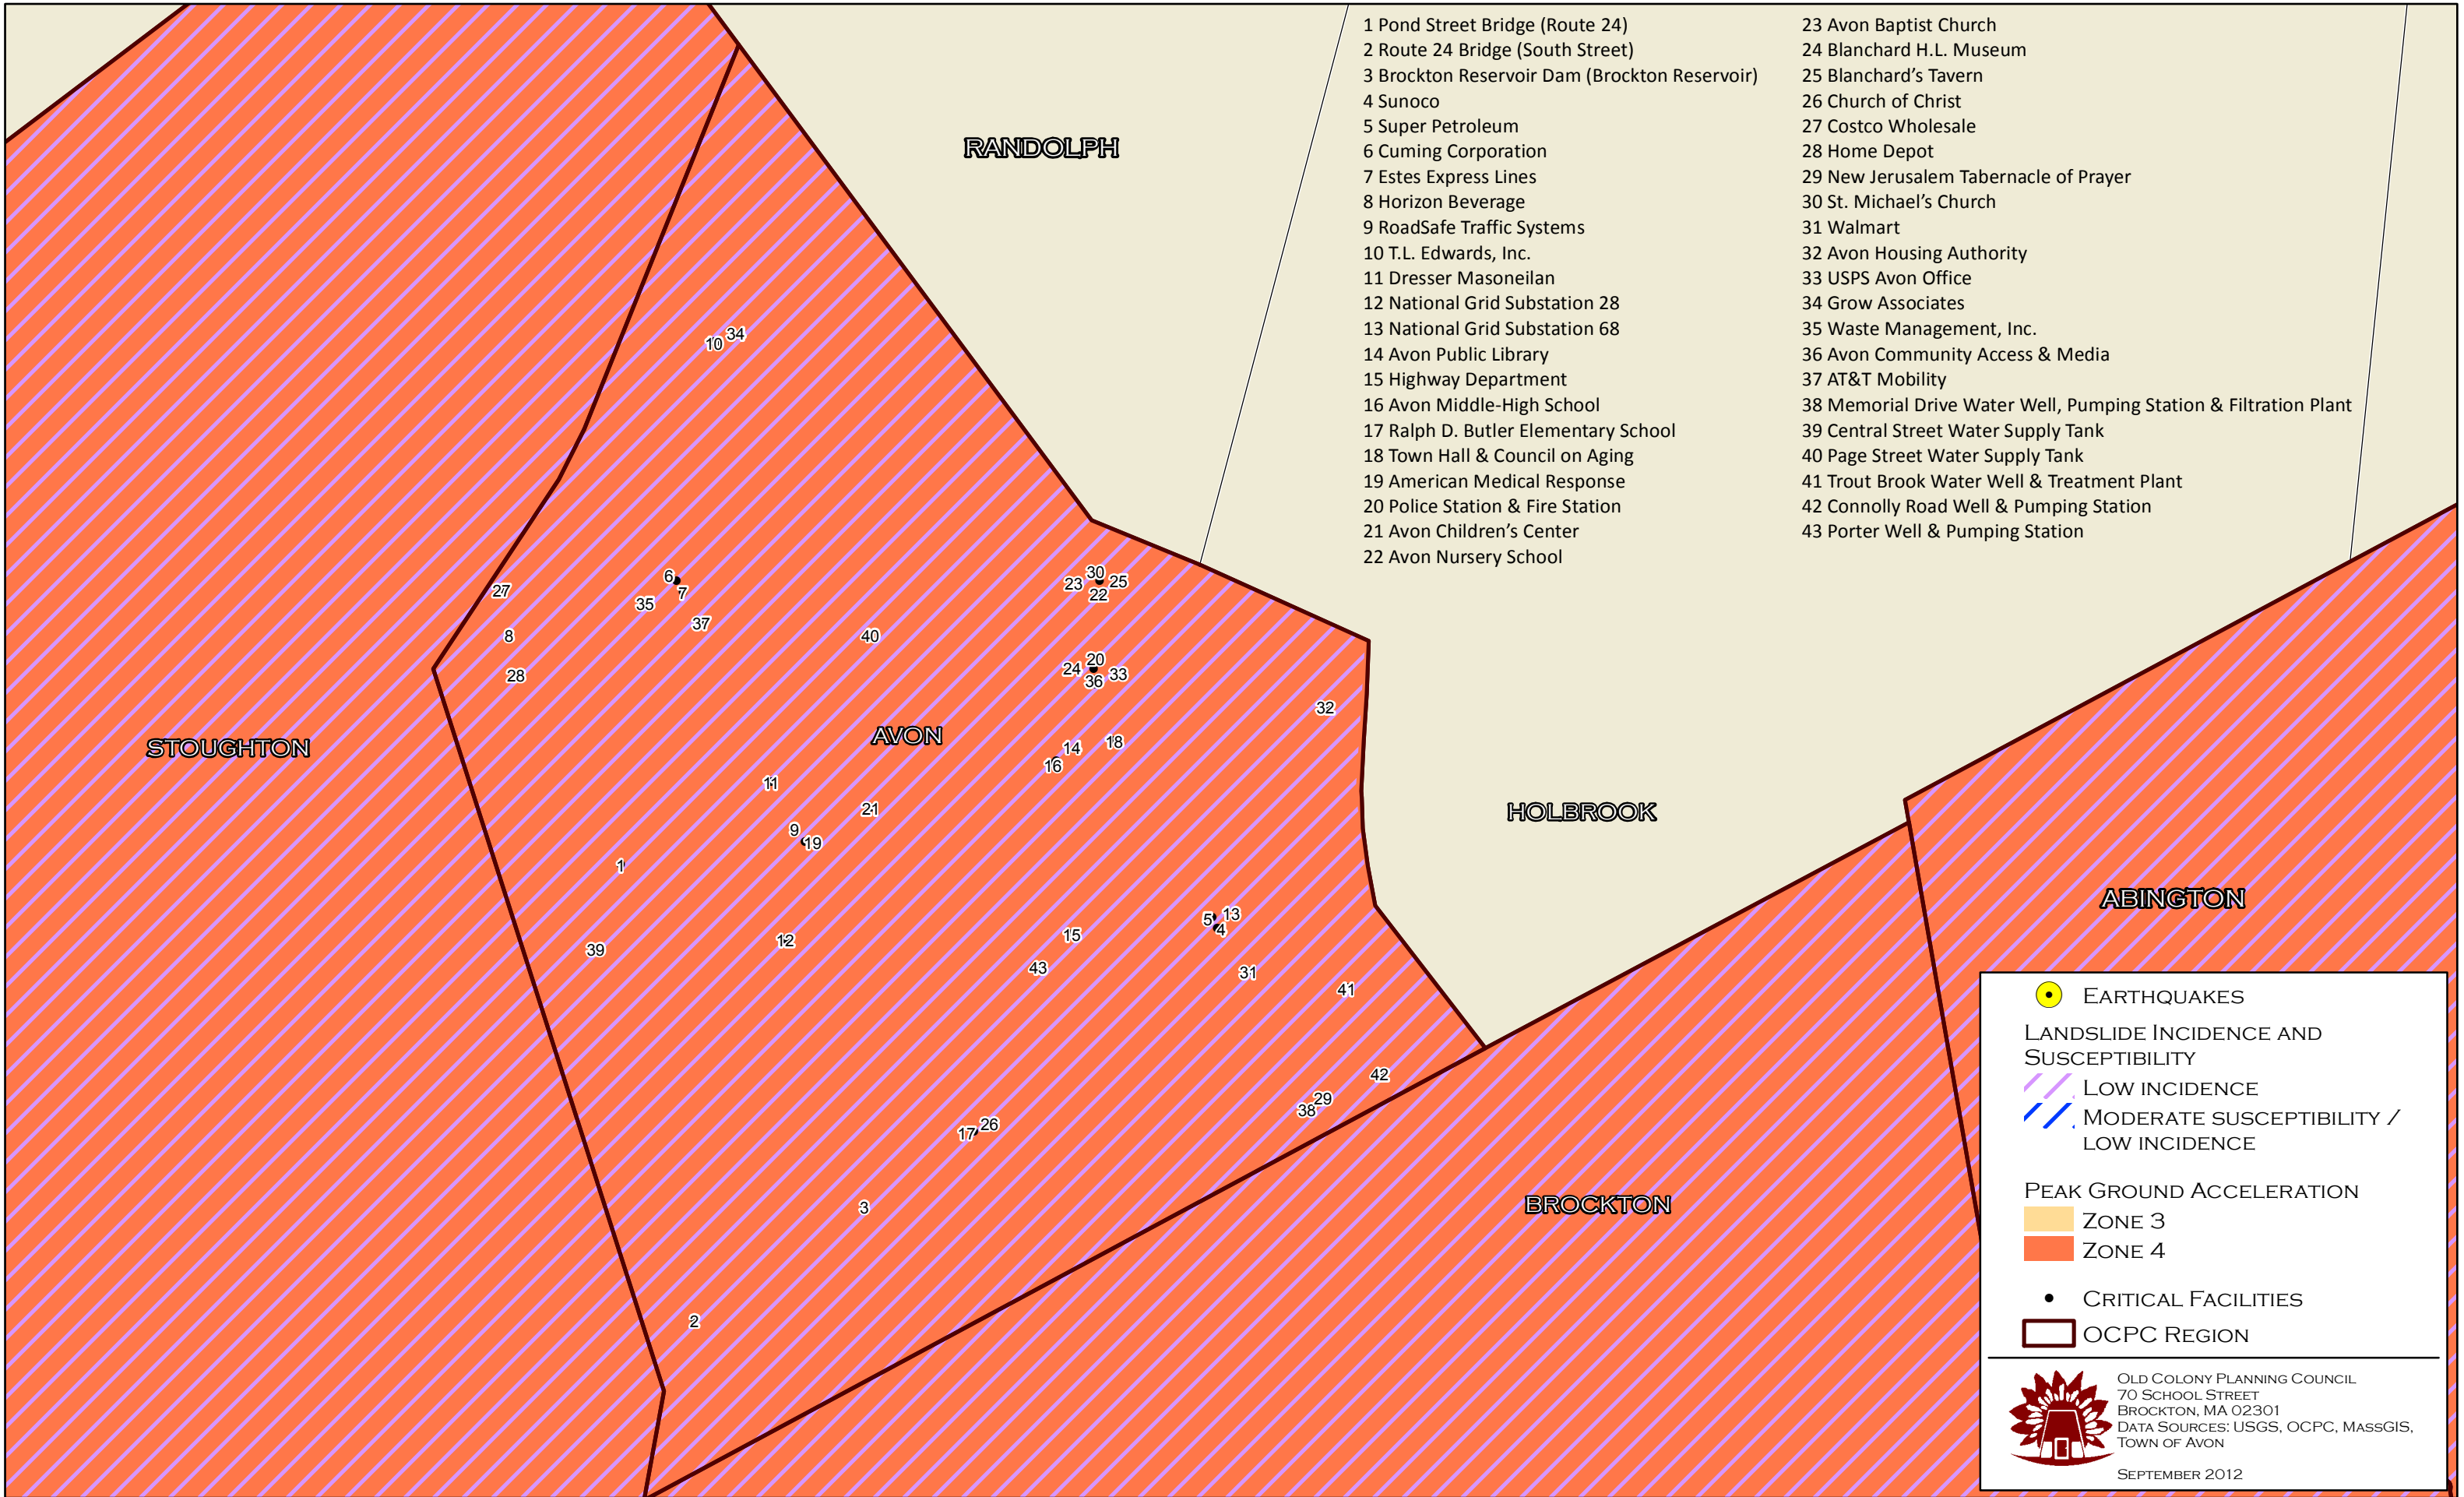 1 Pond Street Bridge (Route 24)
2 Route 24 Bridge (South Street)
3 Brockton Reservoir Dam (Brockton Reservoir)
4 Sunoco
5 Super Petroleum
6 Cuming Corporation
7 Estes Express Lines
8 Horizon Beverage
9 RoadSafe Traffic Systems
10 T.L. Edwards, Inc.
11 Dresser Masoneilan
12 National Grid Substation 28
13 National Grid Substation 68
14 Avon Public Library
15 Highway Department
16 Avon Middle-High School
17 Ralph D. Butler Elementary School
18 Town Hall & Council on Aging
19 American Medical Response
20 Police Station & Fire Station
21 Avon Children's Center
22 Avon Nursery School
23 Avon Baptist Church
24 Blanchard H.L. Museum
25 Blanchard's Tavern
26 Church of Christ
27 Costco Wholesale
28 Home Depot
29 New Jerusalem Tabernacle of Prayer
30 St. Michael's Church
31 Walmart
32 Avon Housing Authority
33 USPS Avon Office
34 Grow Associates
35 Waste Management, Inc.
36 Avon Community Access & Media
37 AT&T Mobility
38 Memorial Drive Water Well, Pumping Station & Filtration Plant
39 Central Street Water Supply Tank
40 Page Street Water Supply Tank
41 Trout Brook Water Well & Treatment Plant
42 Connolly Road Well & Pumping Station
43 Porter Well & Pumping Station
RANDOLPH
34
10
30
6
23
25
27
7
22
35
37
8
40
20
24
33
28
36
32
AVON
18
STOUGHTON
14
16
11
21
HOLBROOK
9
19
1
ABINGTON
13
5
4
15
12
39
43
31
41
42
29
38
26
17
BROCKTON
3
2
EARTHQUAKES
LANDSLIDE INCIDENCE AND
SUSCEPTIBILITY
LOW INCIDENCE
MODERATE SUSCEPTIBILITY /
LOW INCIDENCE
PEAK GROUND ACCELERATION
ZONE 3
ZONE 4
CRITICAL FACILITIES
OCPC REGION
OLD COLONY PLANNING COUNCIL
70 SCHOOL STREET
BROCKTON, MA 02301
DATA SOURCES: USGS, OCPC, MASSGIS,
TOWN OF AVON
SEPTEMBER 2012